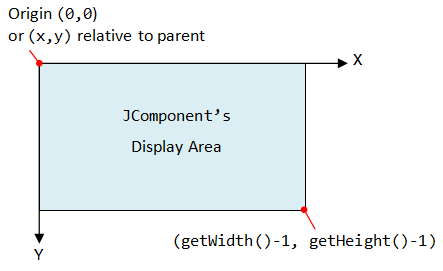 Origin (0,0)
or (x,y) relative to parent
X
JComponent’s
Display Area
(getWidth()-1, getHeight()-1)
Y